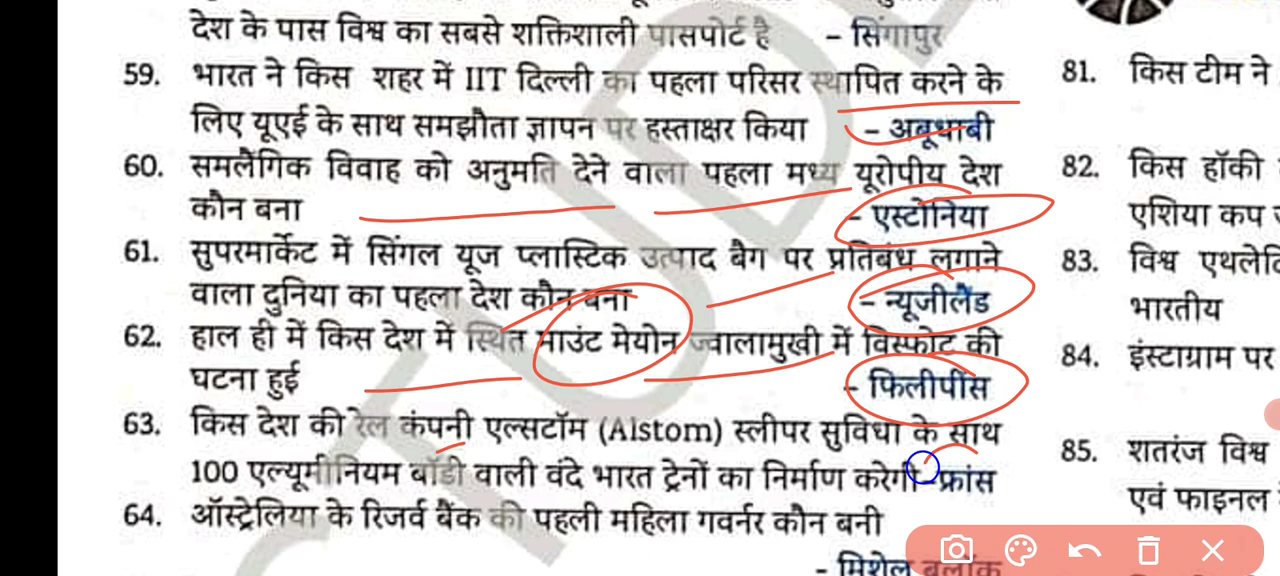 देश के पास विश्व का सबसे शक्तिशाली पासपोर्ट है – सिंगापुर
59. भारत ने किस शहर में IIT दिल्ली का पहला परिसर स्थापित करने के
लिए यूएई के साथ समझौता ज्ञापन पर हस्ताक्षर किया – अबूधाबी
60. समलैंगिक विवाह को अनुमति देने वाला पहला मध्य यूरोपीय देश
कौन बना – एस्टोनिया
61. सुपरमार्केट में सिंगल यूज प्लास्टिक उत्पाद बैग पर प्रतिबंध लगाने
वाला दुनिया का पहला देश कौन बना – न्यूजीलैंड
62. हाल ही में किस देश में स्थित माउंट मेयोन ज्वालामुखी में विस्फोट की
घटना हुई – फिलीपींस
63. किस देश की रेल कंपनी एल्सटॉम (Alstom) स्लीपर सुविधा के साथ
100 एल्यूमीनियम बॉडी वाली वंदे भारत ट्रेनों का निर्माण करेगी – फ्रांस
64. ऑस्ट्रेलिया के रिजर्व बैंक की पहली महिला गवर्नर कौन बनी
– मिशेल बुलॉक
81. किस टीम ने
82. किस हॉकी
एशिया कप
83. विश्व
भारतीय
84. इंस्टाग्राम पर
85. शतरंज विश्व
एवं फाइनल